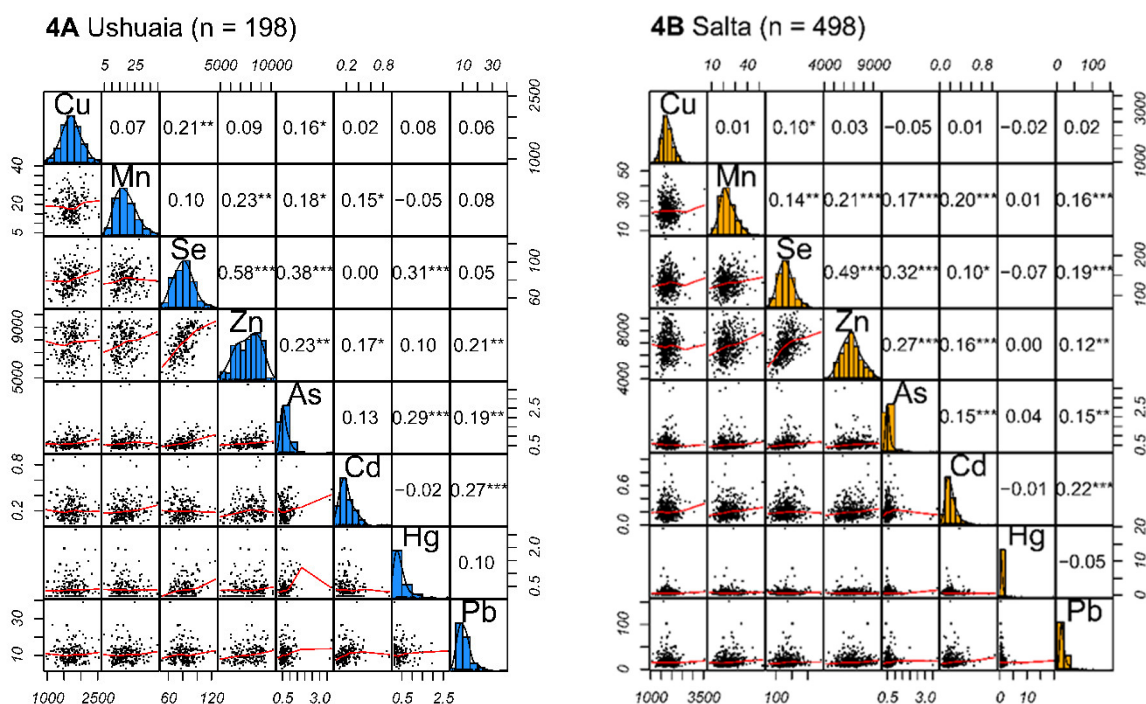 4A Ushuaia (n = 198)
4B Salta (n = 498)
5 25 5000 10000 0.2 0.8 10 30
10 40 4000 9000 0.0 0.8 0 100
Cu 0.07 0.21** 0.09 0.16* 0.02 0.08 0.06 1000 2500
Cu 0.01 0.10* 0.03 −0.05 0.01 −0.02 0.02 1000 3000
5 20 40 Mn 0.10 0.23** 0.18* 0.15* −0.05 0.08
10 30 50 Mn 0.14** 0.21*** 0.17*** 0.20*** 0.01 0.16***
Se 0.58*** 0.38*** 0.00 0.31*** 0.05 60 100
Se 0.49*** 0.32*** 0.10* −0.07 0.19*** 100 200
6000 9000 Zn 0.23** 0.17* 0.10 0.21**
4000 8000 Zn 0.27*** 0.16*** 0.00 0.12**
As 0.13 0.29*** 0.19** 0.5 2.5
As 0.15*** 0.04 0.15** 0.5 2.5
0.2 0.8 Cd −0.02 0.27***
0.0 0.6 Cd −0.01 0.22***
Hg 0.10 0.5 2.0
Hg −0.05 0 10 20
10 30 Pb
0 100 Pb
1000 2500 60 120 0.5 3.0 0.5 2.5
1000 3500 100 0.5 3.0 0 10